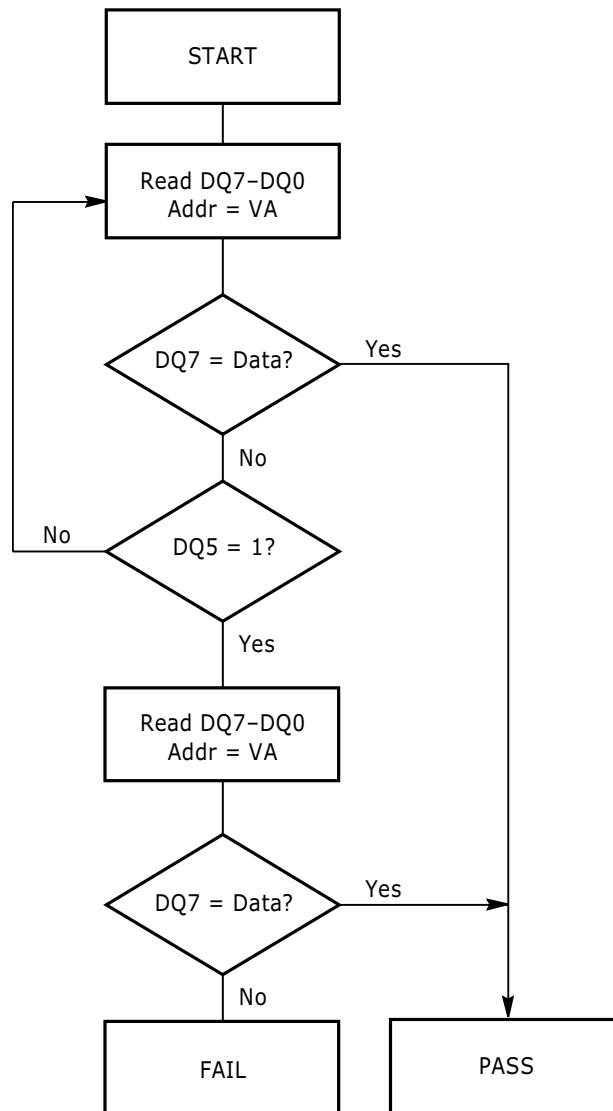 START
Read DQ7–DQ0
Addr = VA
DQ7 = Data?
Yes
No
No
DQ5 = 1?
Yes
Read DQ7–DQ0
Addr = VA
DQ7 = Data?
Yes
No
FAIL
PASS